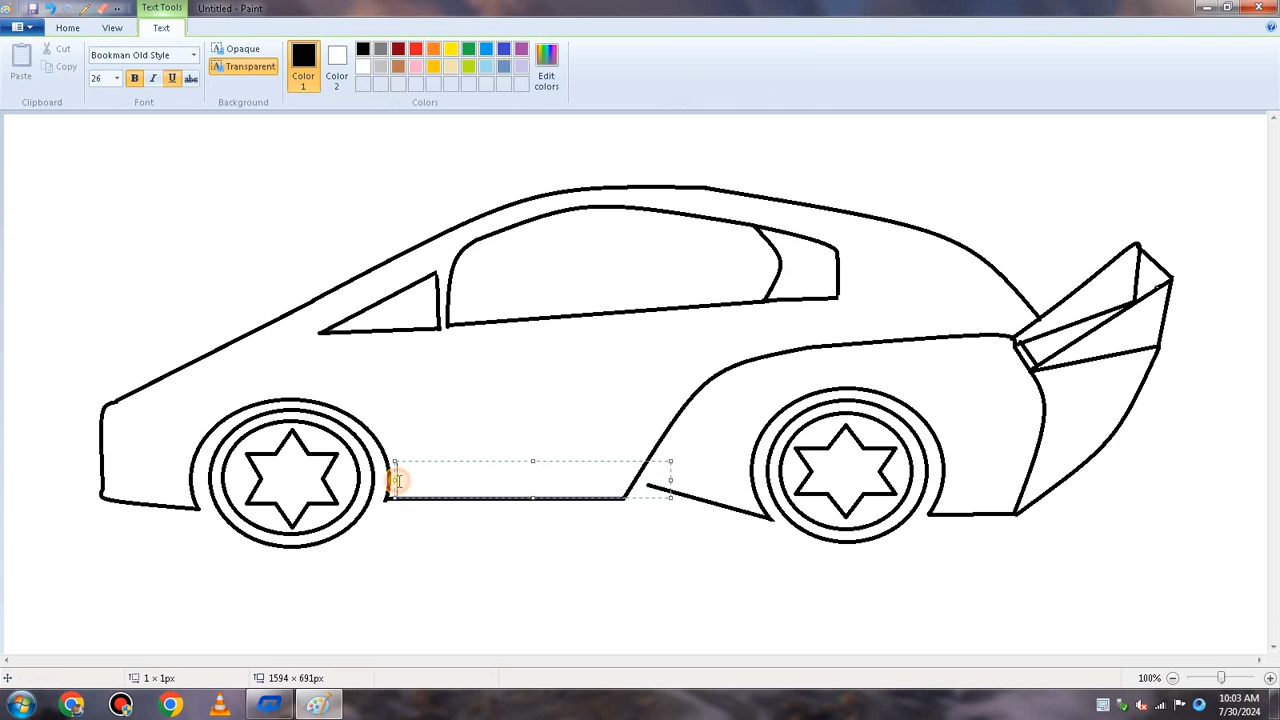 Text Tools
Untitled - Paint
Home View Text
Paste
Cut
Copy
Clipboard
Bookman Old Style
26 B I U abc
Font
Opaque
Transparent
Background
Color 1
Color 2
Edit colors
Colors
1 × 1px
1594 × 691px
100%
10:03 AM
7/30/2024